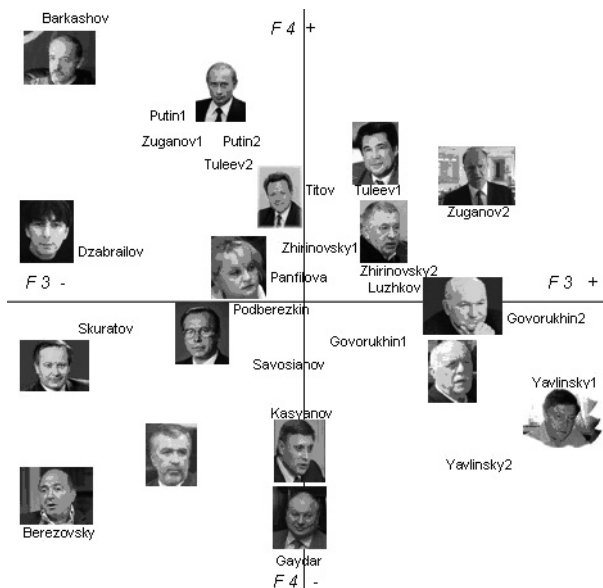 Barkashov
F 4 +
Putin1
Zuganov1 Putin2
Tuleev2
Titov Tuleev1
Zuganov2
Dzabrailov
Zhirinovsky1
Zhirinovsky2
F 3 -
Panfilova
Luzhkov
F 3 +
Podberezkin
Skuratov
Govorukhin1
Govorukhin2
Savosianov
Yavlinsky1
Kasyanov
Yavlinsky2
Berezovsky
Gaydar
F 4 -